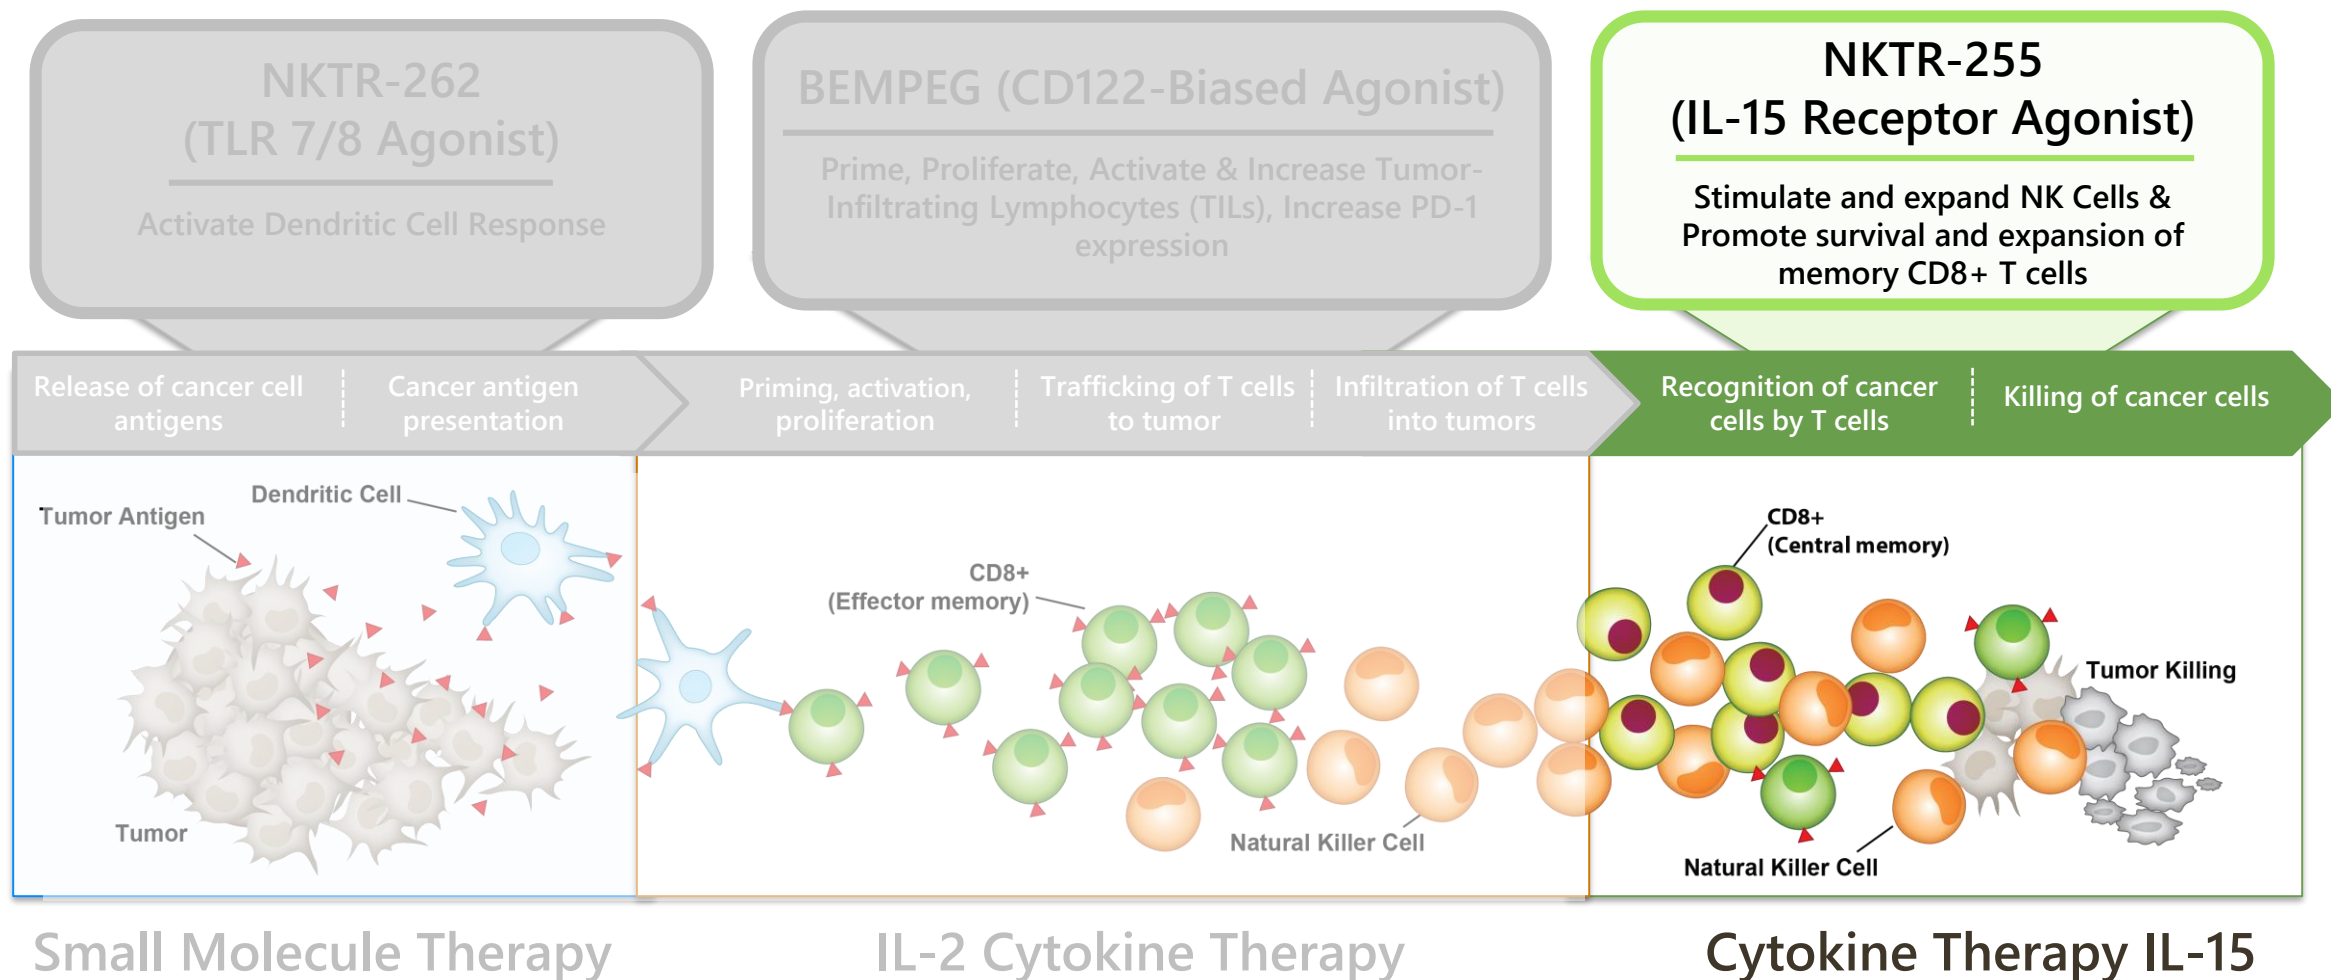 NKTR-262
(TLR 7/8 Agonist)
Activate Dendritic Cell Response
BEMPEG (CD122-Biased Agonist)
Prime, Proliferate, Activate & Increase Tumor-
Infiltrating Lymphocytes (TILs), Increase PD-1
expression
NKTR-255
(IL-15 Receptor Agonist)
Stimulate and expand NK Cells &
Promote survival and expansion of
memory CD8+ T cells
Release of cancer cell
antigens
Cancer antigen
presentation
Priming, activation,
proliferation
Trafficking of T cells
to tumor
Infiltration of T cells
into tumors
Recognition of cancer
cells by T cells
Killing of cancer cells
Dendritic Cell
Tumor Antigen
Tumor
CD8+
(Effector memory)
Natural Killer Cell
CD8+
(Central memory)
Tumor Killing
Natural Killer Cell
Small Molecule Therapy
IL-2 Cytokine Therapy
Cytokine Therapy IL-15